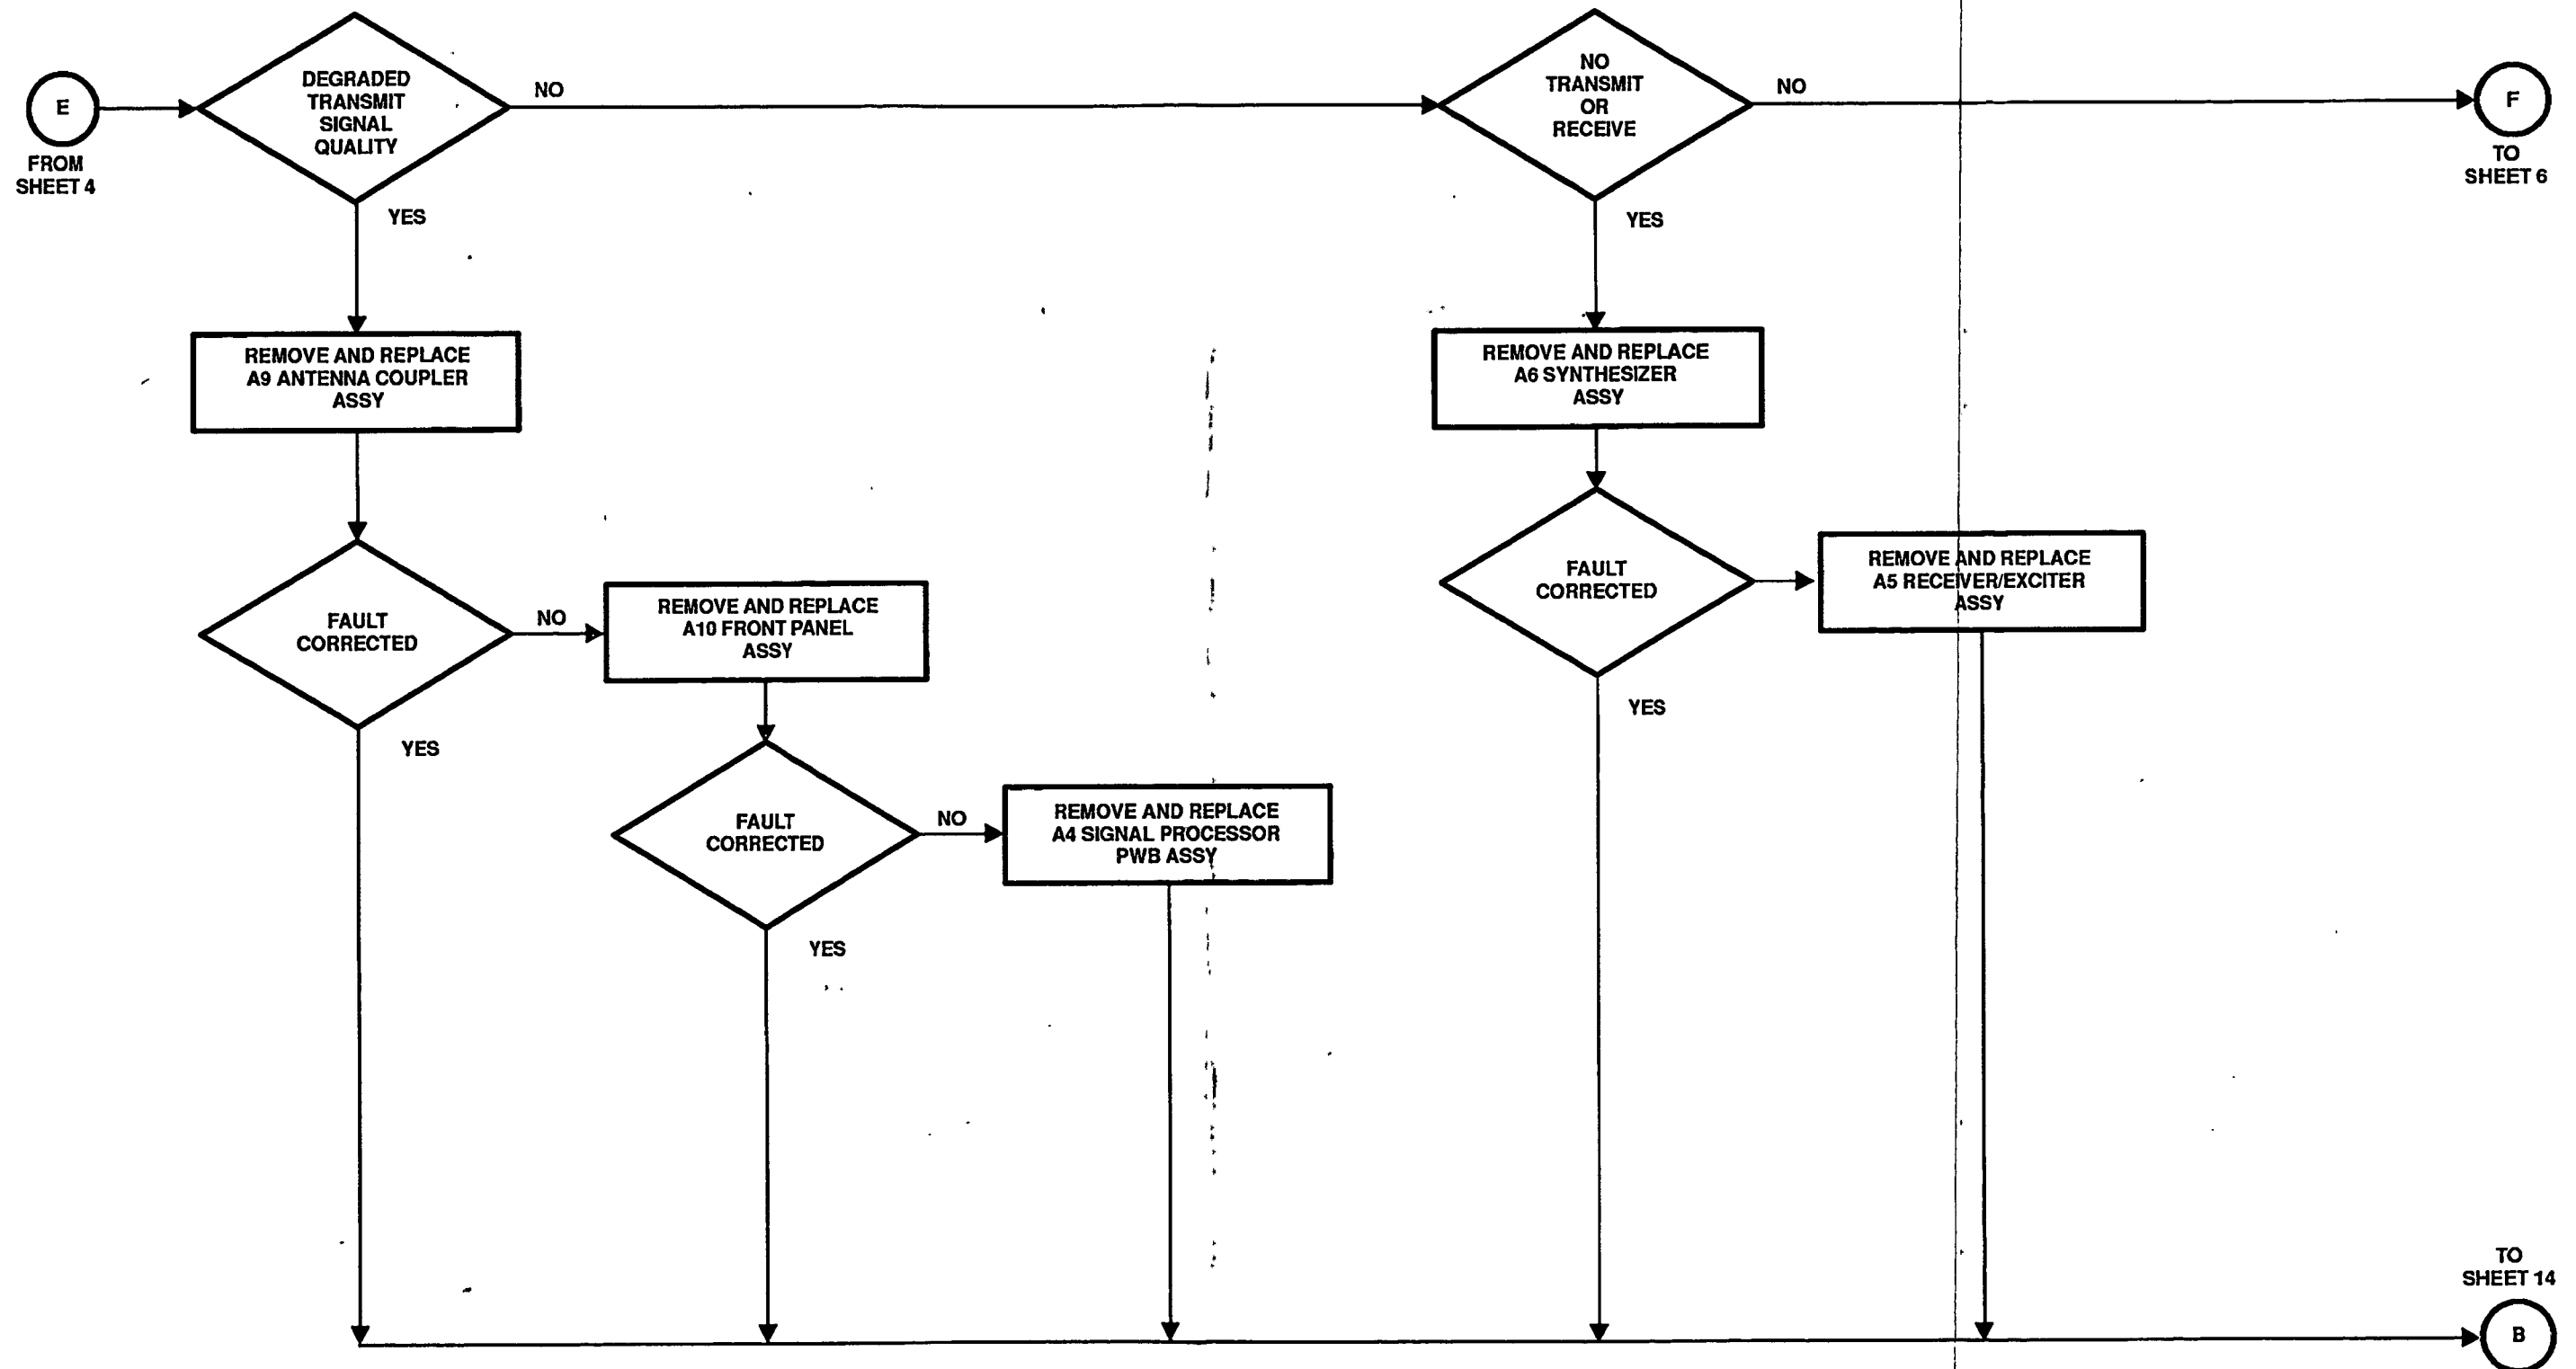 E
FROM
SHEET 4
DEGRADED
TRANSMIT
SIGNAL
QUALITY
NO
YES
NO
TRANSMIT
OR
RECEIVE
NO
YES
F
TO
SHEET 6
REMOVE AND REPLACE
A9 ANTENNA COUPLER
ASSY
FAULT
CORRECTED
NO
YES
REMOVE AND REPLACE
A10 FRONT PANEL
ASSY
FAULT
CORRECTED
NO
YES
REMOVE AND REPLACE
A4 SIGNAL PROCESSOR
PWB ASSY
REMOVE AND REPLACE
A6 SYNTHESIZER
ASSY
FAULT
CORRECTED
YES
REMOVE AND REPLACE
A5 RECEIVER/EXCITER
ASSY
TO
SHEET 14
B